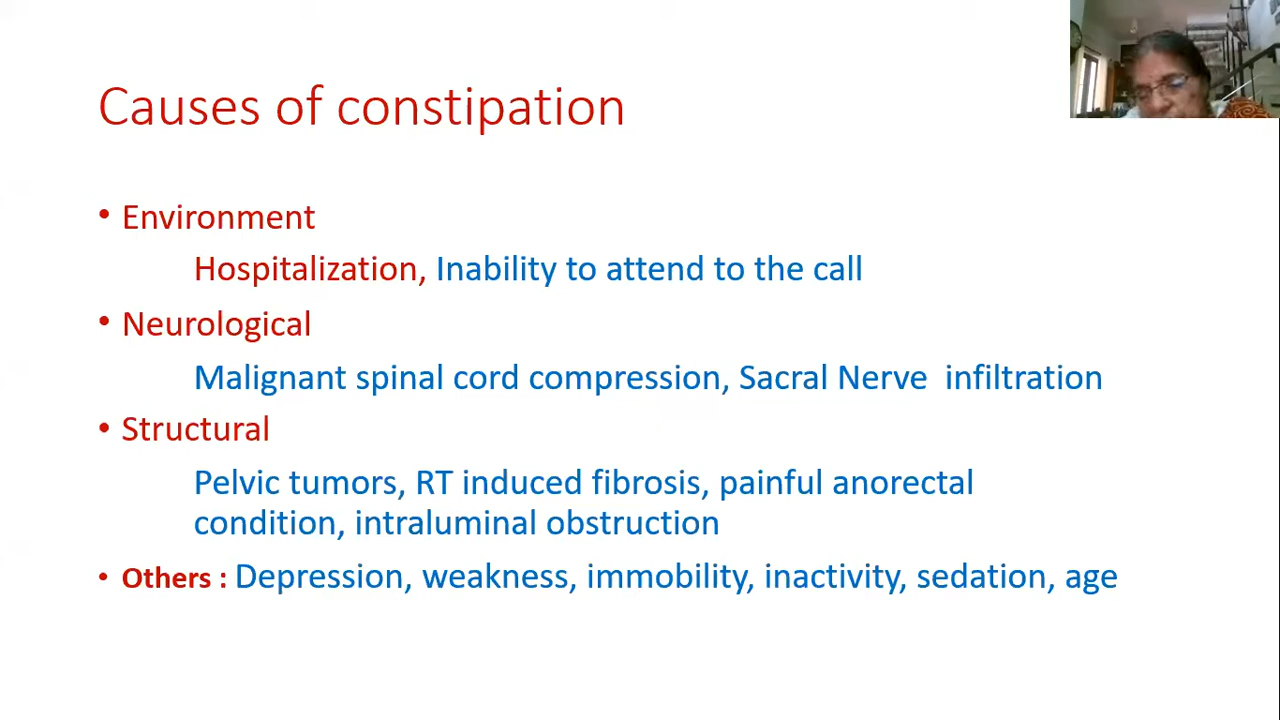 Causes of constipation
• Environment
Hospitalization, Inability to attend to the call
• Neurological
Malignant spinal cord compression, Sacral Nerve infiltration
• Structural
Pelvic tumors, RT induced fibrosis, painful anorectal
condition, intraluminal obstruction
• Others : Depression, weakness, immobility, inactivity, sedation, age